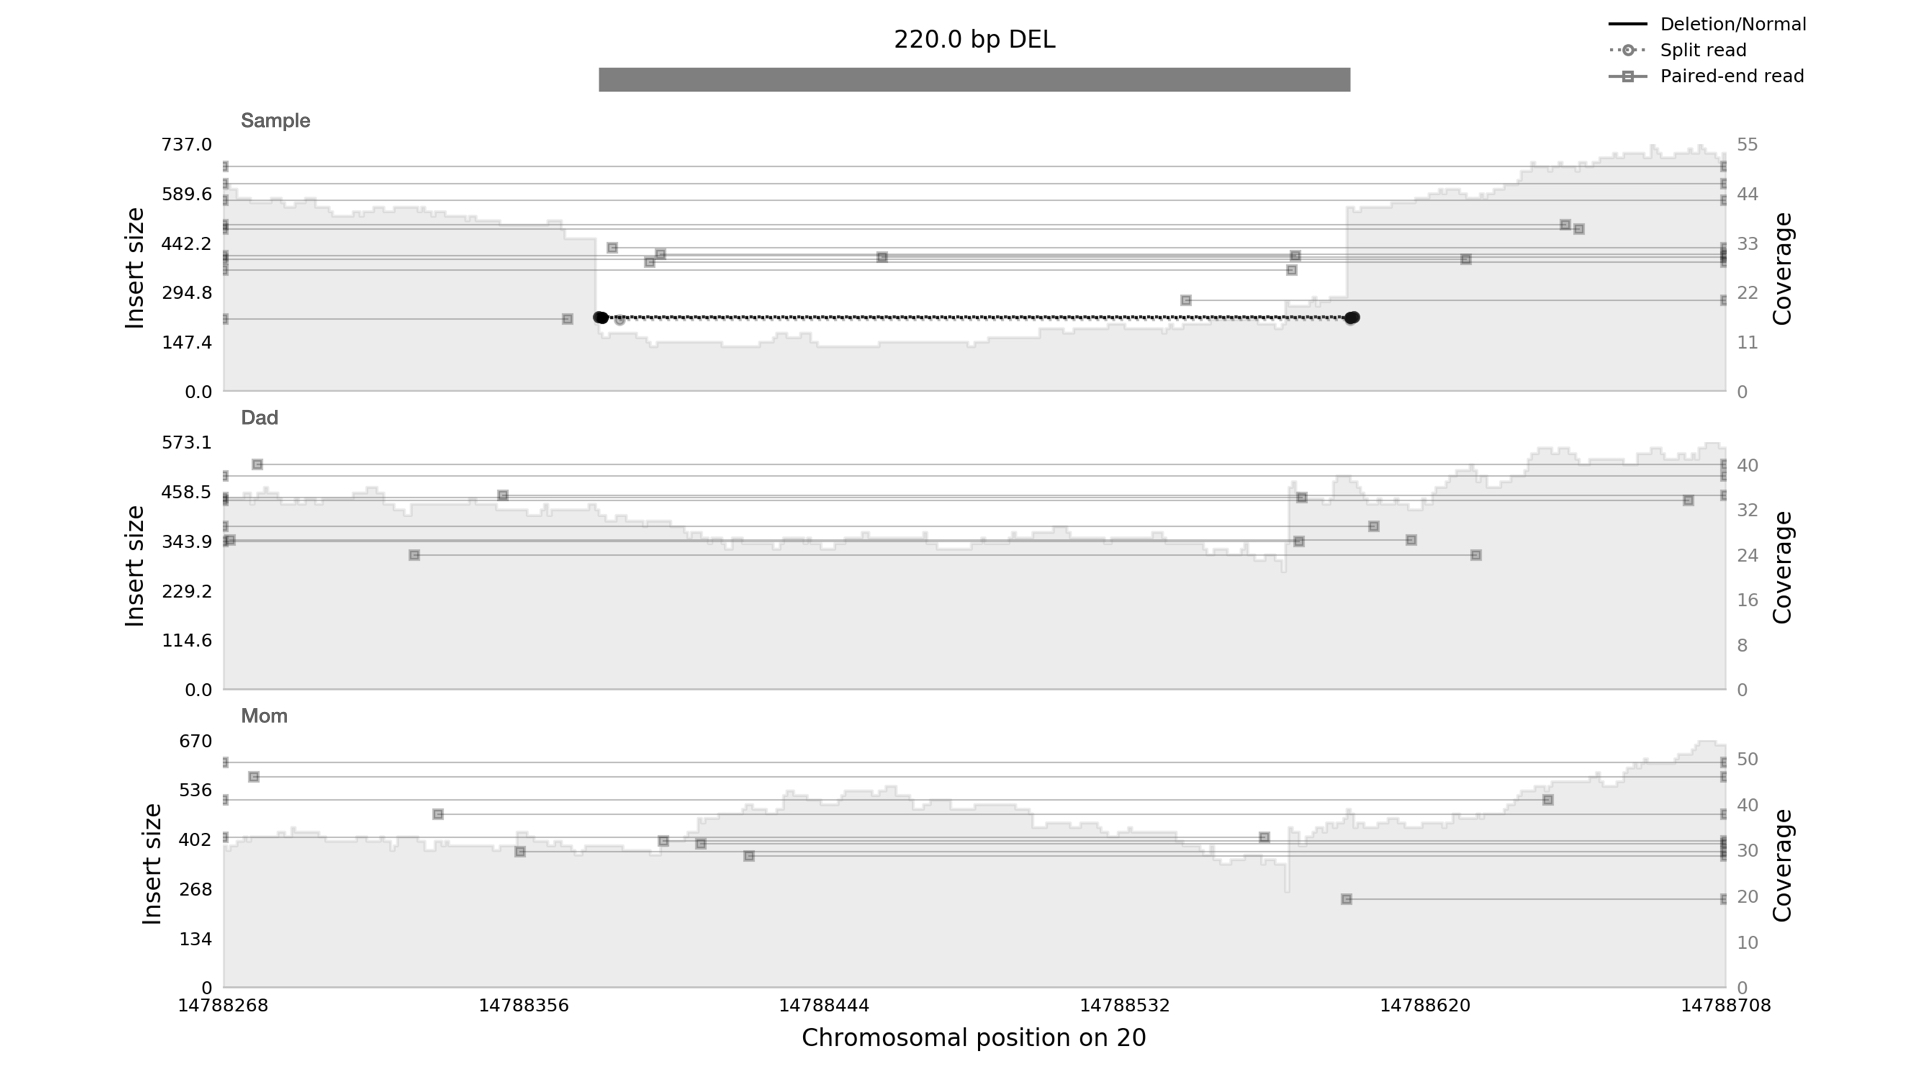 220.0 bp DEL
Deletion/Normal
Split read
Paired-end read
Sample
737.0
589.6
442.2
294.8
147.4
0.0
Insert size
55
44
33
22
11
0
Coverage
Dad
573.1
458.5
343.9
229.2
114.6
0.0
Insert size
40
32
24
16
8
0
Coverage
Mom
670
536
402
268
134
0
Insert size
50
40
30
20
10
0
Coverage
14788268 14788356 14788444 14788532 14788620 14788708
Chromosomal position on 20